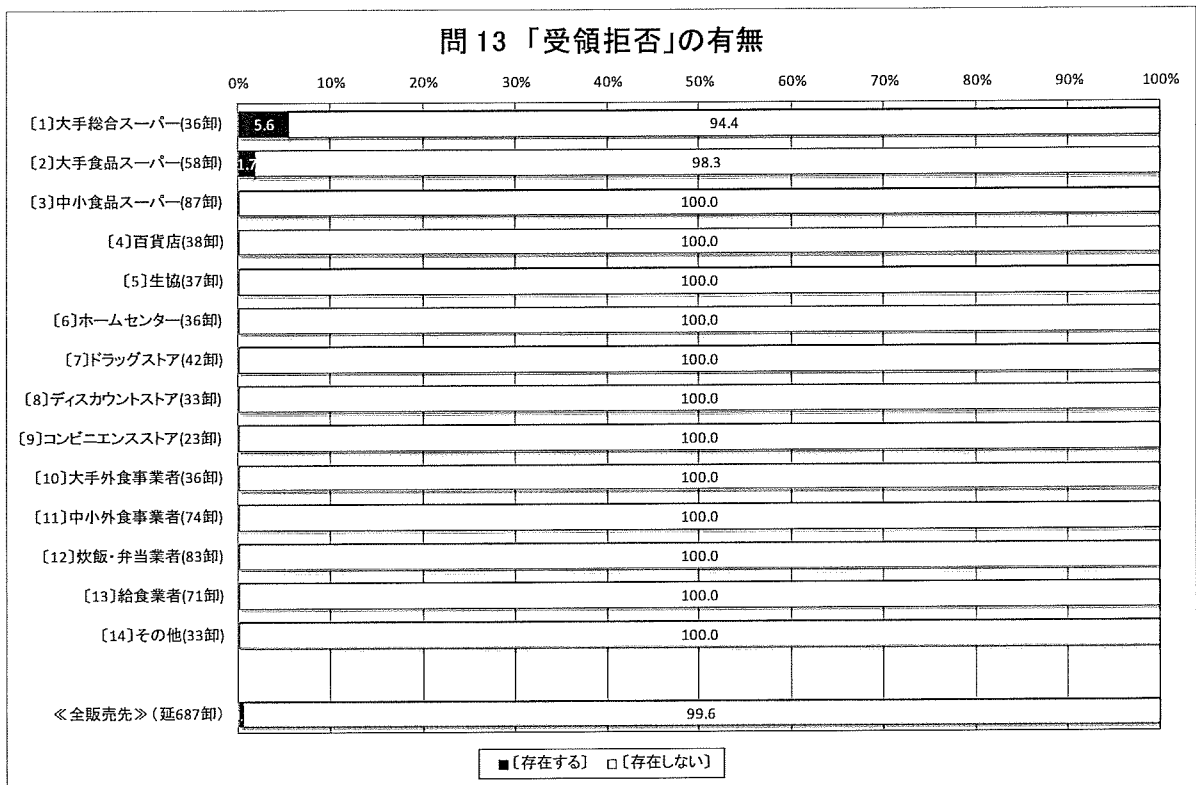 問 13 「受領拒否」の有無
0% 10% 20% 30% 40% 50% 60% 70% 80% 90% 100%
〔1〕大手総合スーパー(36卸) 5.6 94.4
〔2〕大手食品スーパー(58卸) 1.7 98.3
〔3〕中小食品スーパー(87卸) 100.0
〔4〕百貨店(38卸) 100.0
〔5〕生協(37卸) 100.0
〔6〕ホームセンター(36卸) 100.0
〔7〕ドラッグストア(42卸) 100.0
〔8〕ディスカウントストア(33卸) 100.0
〔9〕コンビニエンスストア(23卸) 100.0
〔10〕大手外食事業者(36卸) 100.0
〔11〕中小外食事業者(74卸) 100.0
〔12〕炊飯・弁当業者(83卸) 100.0
〔13〕給食業者(71卸) 100.0
〔14〕その他(33卸) 100.0
≪全販売先≫(延687卸) 99.6
■〔存在する〕 □〔存在しない〕